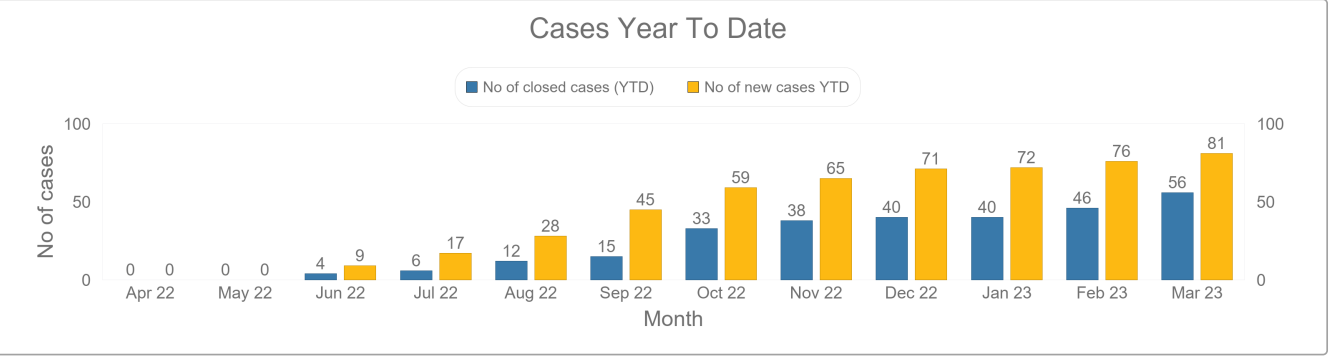 Cases Year To Date
No of closed cases (YTD) No of new cases YTD
No of cases
100 100
50 50
0 0
0 0 0 0 4 9 6 17 12 28 15 45 33 59 38 65 40 71 40 72 46 76 56 81
Apr 22 May 22 Jun 22 Jul 22 Aug 22 Sep 22 Oct 22 Nov 22 Dec 22 Jan 23 Feb 23 Mar 23
Month